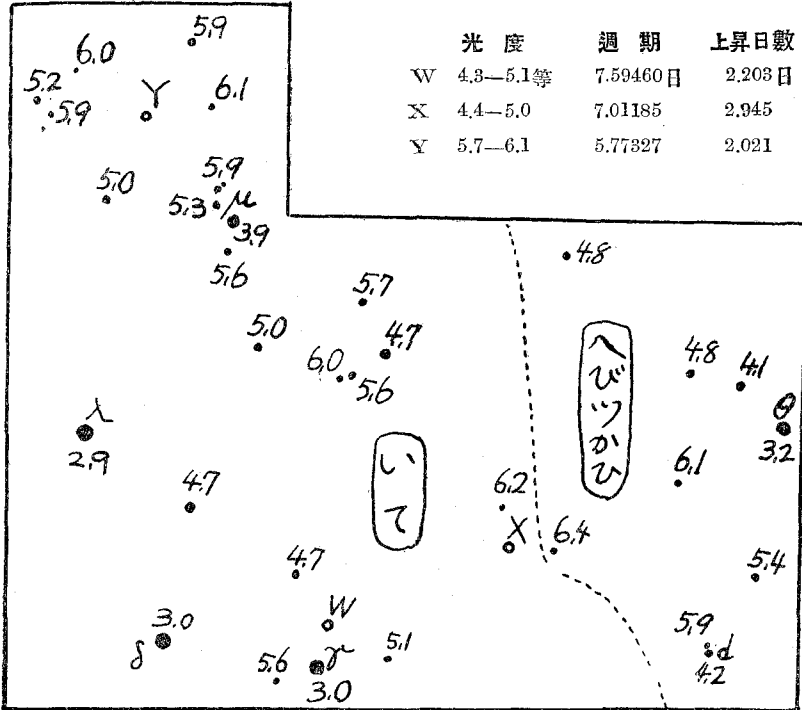 光度 週期 上昇日數
W 4.3—5.1等 7.59460日 2.203日
X 4.4—5.0 7.01185 2.945
Y 5.7—6.1 5.77327 2.021
5.9
6.0
5.2
5.9
Y
6.1
5.0
5.9
5.3
μ
3.9
5.6
4.8
5.7
5.0
4.7
6.0
5.6
へびツかひ
4.8
4.1
θ
3.2
λ
2.9
いて
4.7
6.2
X
6.4
6.1
4.7
5.4
W
3.0
δ
5.6
γ
3.0
5.1
5.9
d
4.2